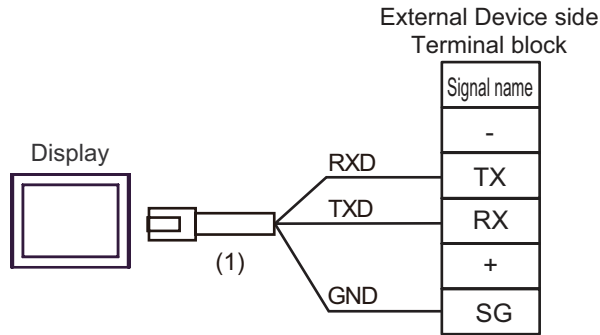 External Device side
Terminal block
Signal name
-
Display
RXD
TX
TXD
RX
(1)
+
GND
SG